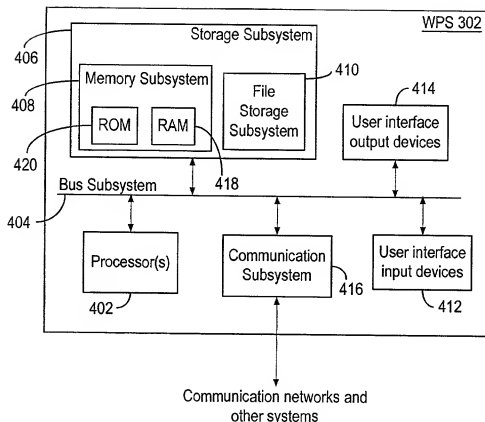 WPS 302
Storage Subsystem
406
Memory Subsystem
410
408
File
Storage
Subsystem
414
ROM
RAM
User interface
output devices
420
418
Bus Subsystem
404
Processor(s)
Communication
Subsystem
User interface
input devices
402
416
412
Communication networks and
other systems